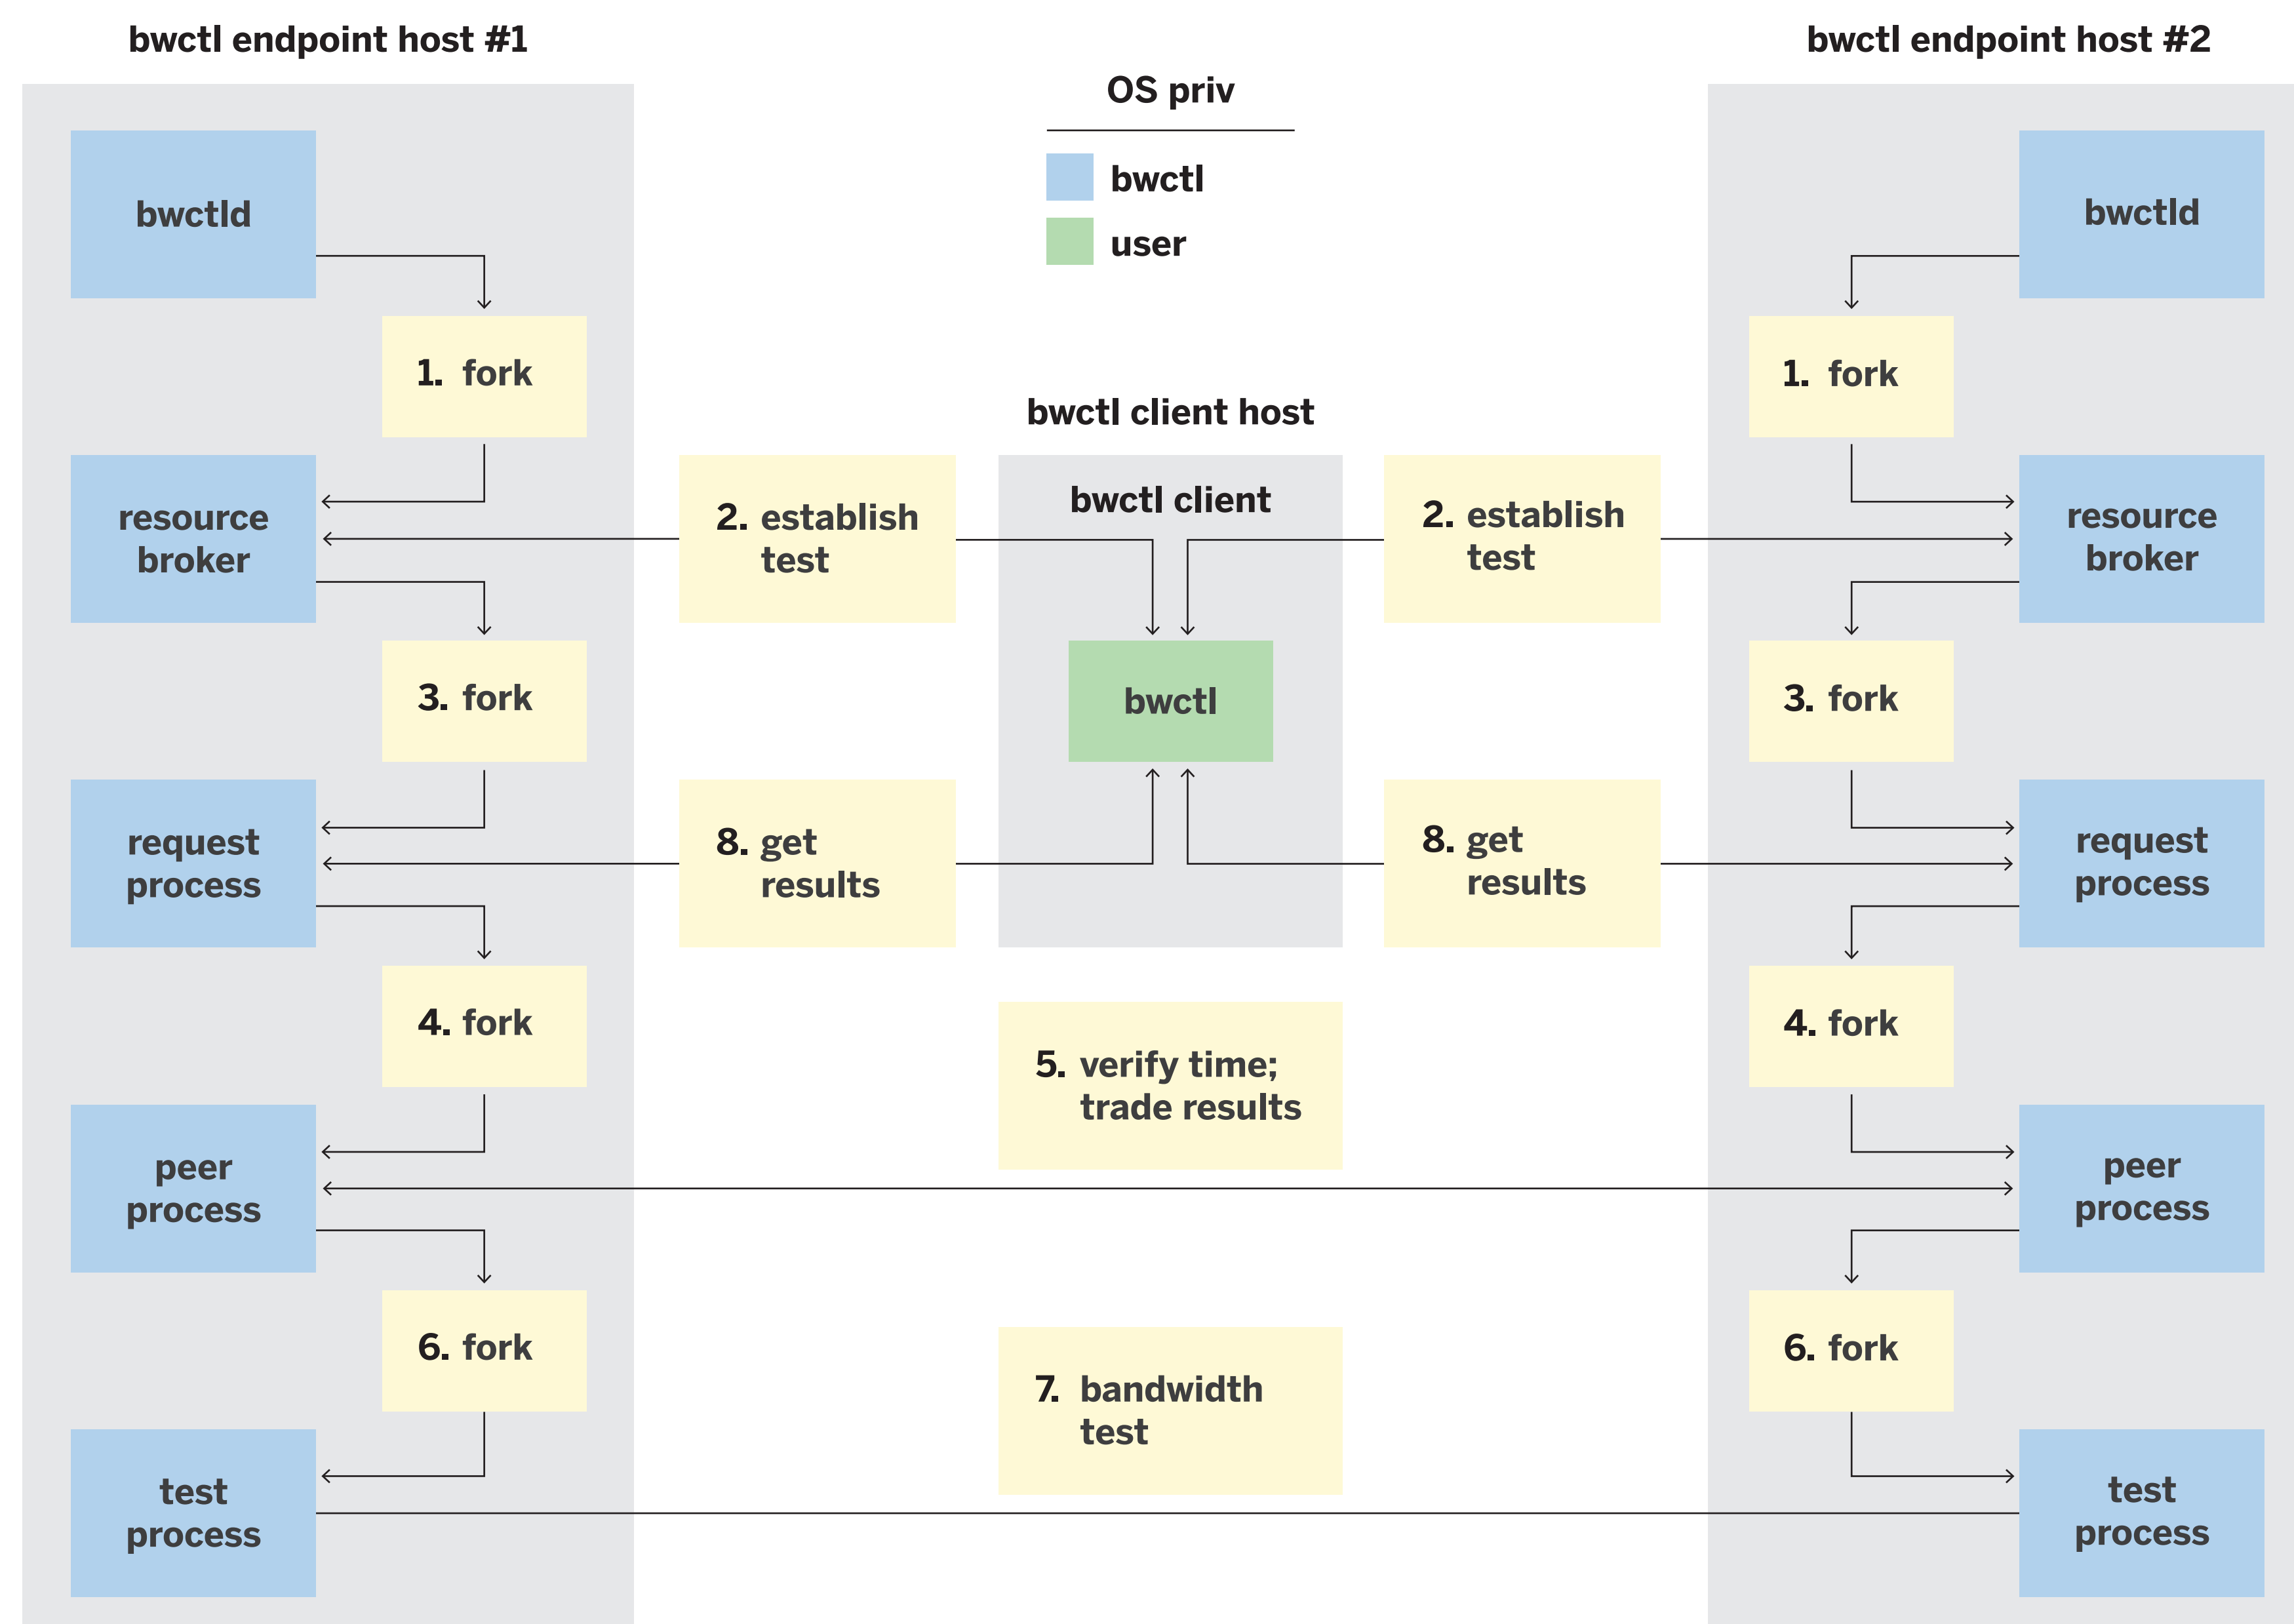 bwctl endpoint host #1
bwctl endpoint host #2
OS priv
bwctl
user
bwctld
bwctld
1. fork
1. fork
bwctl client host
bwctl client
resource
broker
2. establish
test
2. establish
test
resource
broker
3. fork
bwctl
3. fork
request
process
8. get
results
8. get
results
request
process
4. fork
4. fork
5. verify time;
trade results
peer
process
peer
process
6. fork
6. fork
7. bandwidth
test
test
process
test
process